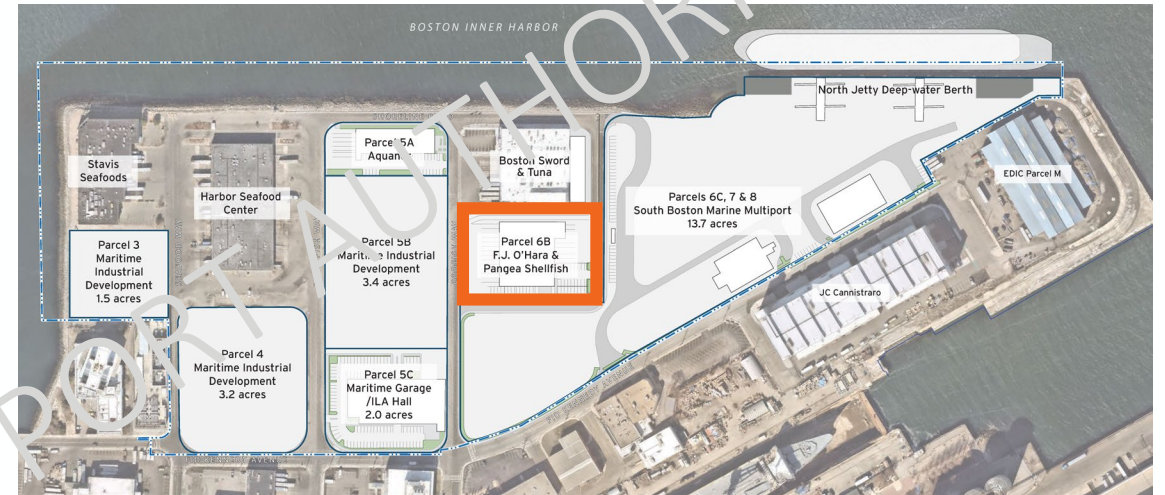 BOSTON INNER HARBOR
North Jetty Deep-water Berth
Stavis
Seafoods
Harbor Seafood
Center
Parcel 5A
Boston Sword
& Tuna
EDIC Parcel M
Parcels 6C, 7 & 8
South Boston Marine Multiport
13.7 acres
Parcel 3
Maritime
Industrial
Development
1.5 acres
Parcel 5B
Maritime Industrial
Development
3.4 acres
Parcel 6B
F.J. O'Hara &
Pangea Shellfish
JC Cannistraro
Parcel 4
Maritime Industrial
Development
3.2 acres
Parcel 5C
Maritime Garage
/ILA Hall
2.0 acres
PORT AUTHOR